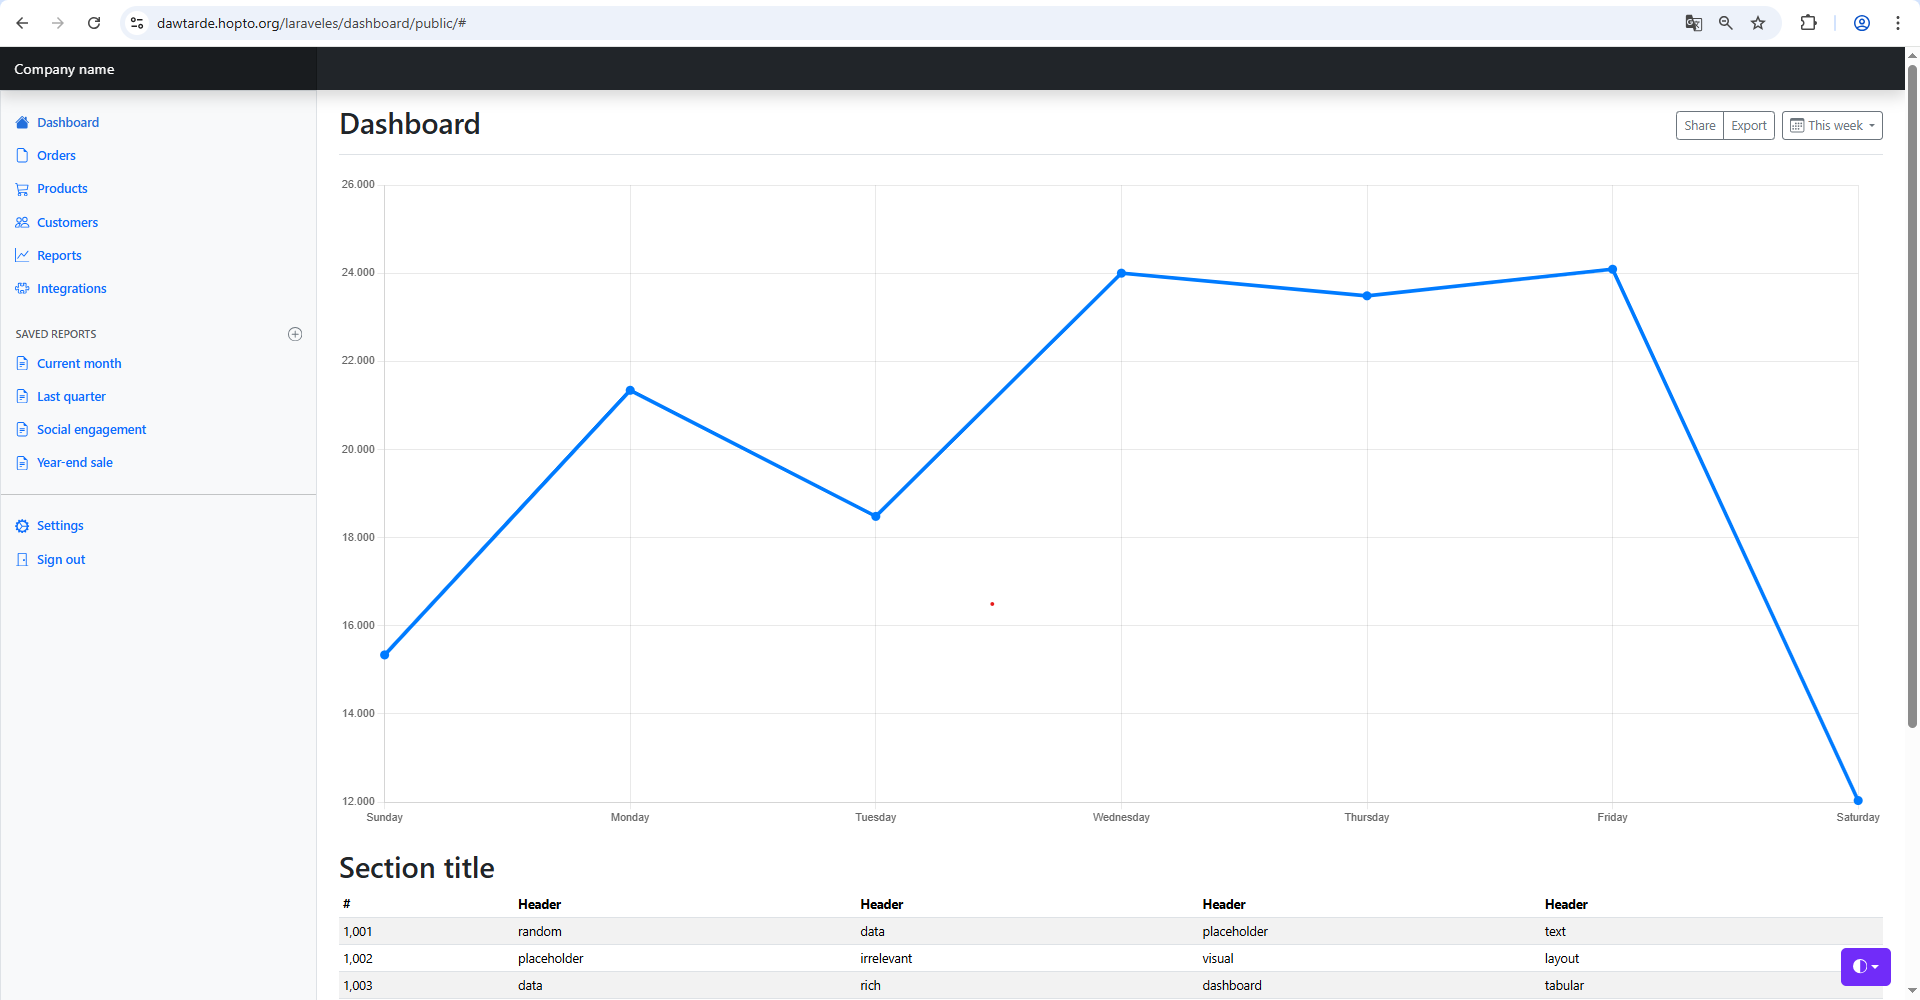 dawtarde.hopto.org/laraveles/dashboard/public/#
Company name
Dashboard
Orders
Products
Customers
Reports
Integrations
SAVED REPORTS
Current month
Last quarter
Social engagement
Year-end sale
Settings
Sign out
Dashboard
Share Export This week
26.000
24.000
22.000
20.000
18.000
16.000
14.000
12.000
Sunday Monday Tuesday Wednesday Thursday Friday Saturday
Section title
# Header Header Header Header
1,001 random data placeholder text
1,002 placeholder irrelevant visual layout
1,003 data rich dashboard tabular